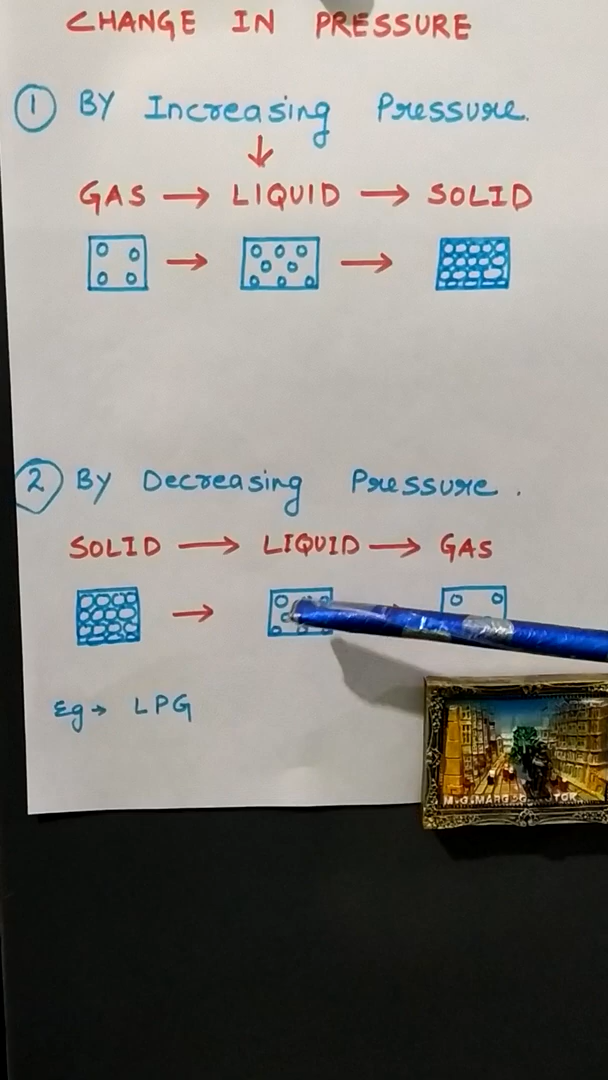 CHANGE IN PRESSURE
1 BY Increasing Pressure.
↓
GAS → LIQUID → SOLID
→ →
2 By Decreasing Pressure.
SOLID → LIQUID → GAS
→
Eg → LPG
M.G.MARG